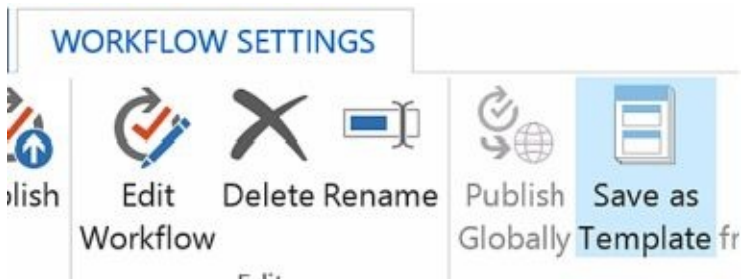 WORKFLOW SETTINGS
Edit Delete Rename Publish Save as
Workflow Globally Template